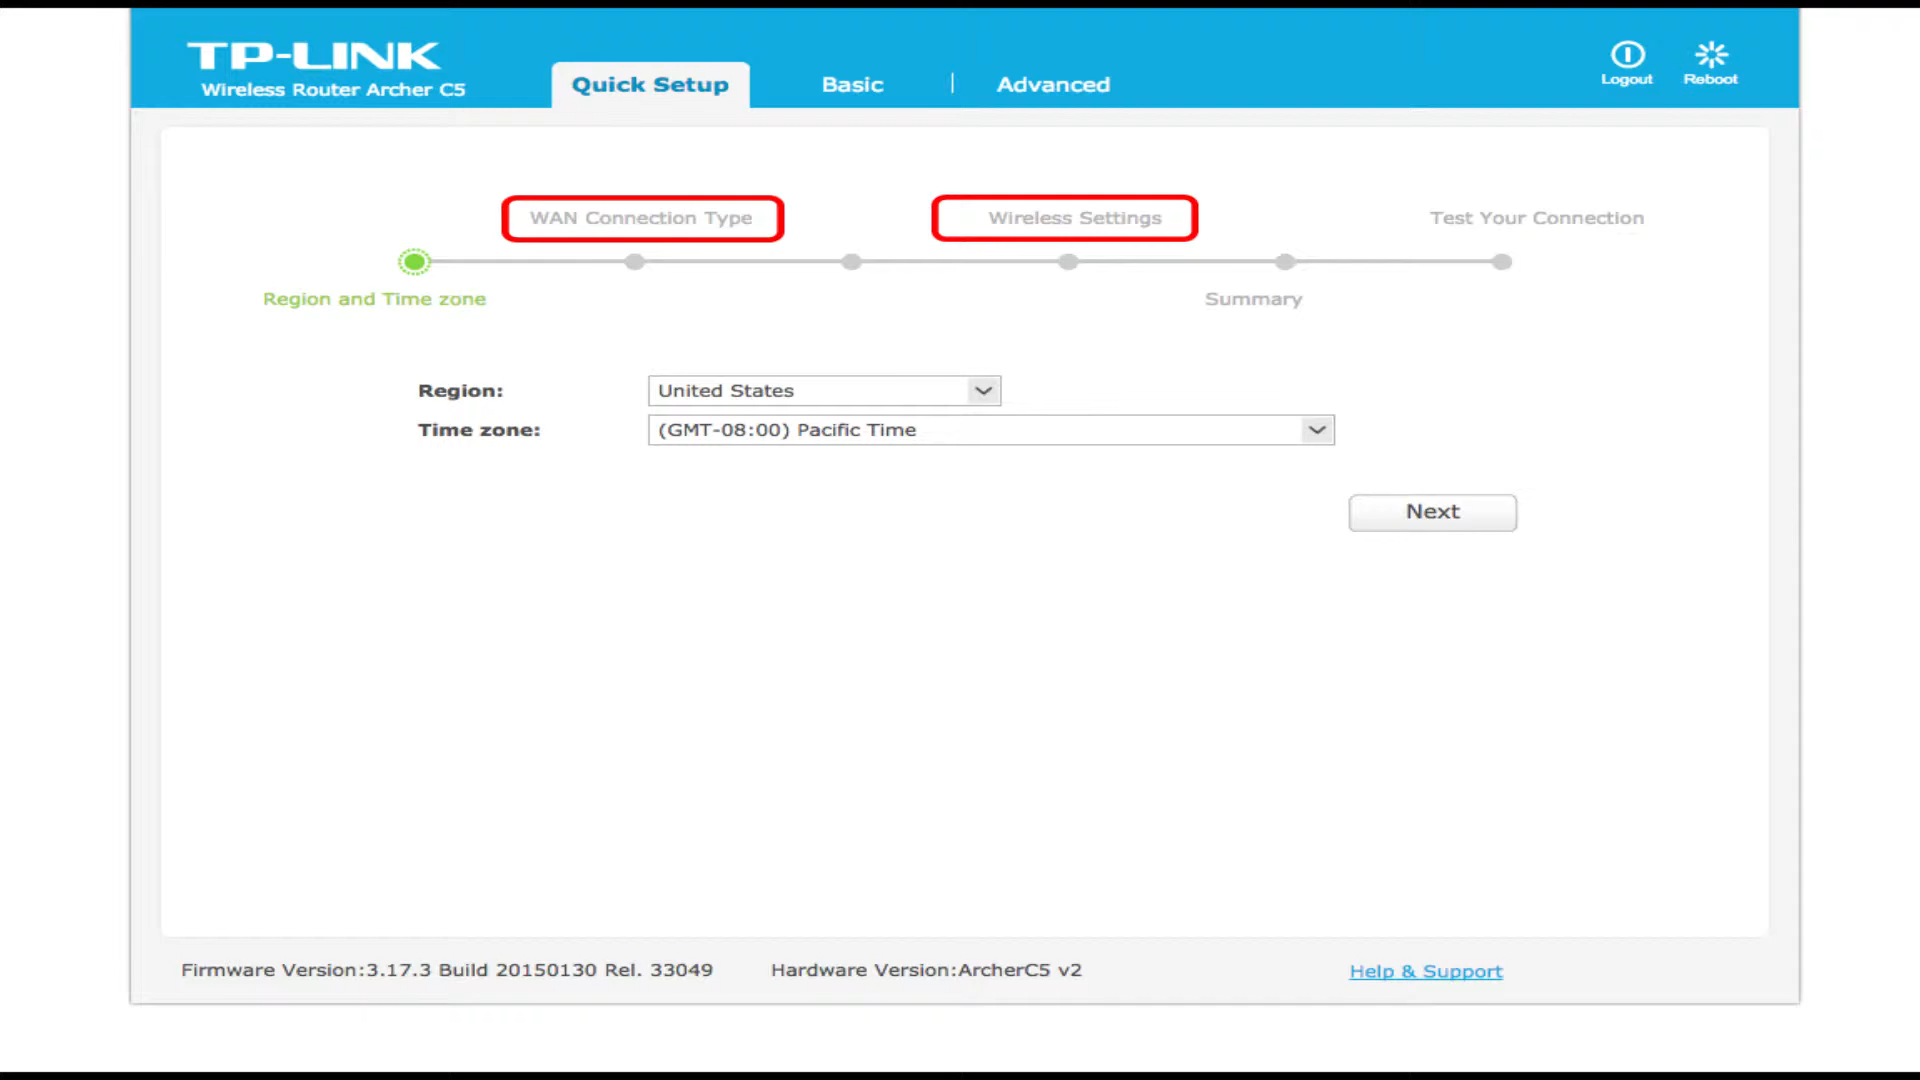 TP-LINK
Wireless Router Archer C5
Quick Setup
Basic
|
Advanced
Logout
Reboot
WAN Connection Type
Wireless Settings
Test Your Connection
Region and Time zone
Summary
Region:
United States
Time zone:
(GMT-08:00) Pacific Time
Next
Firmware Version:3.17.3 Build 20150130 Rel. 33049
Hardware Version:ArcherC5 v2
Help & Support